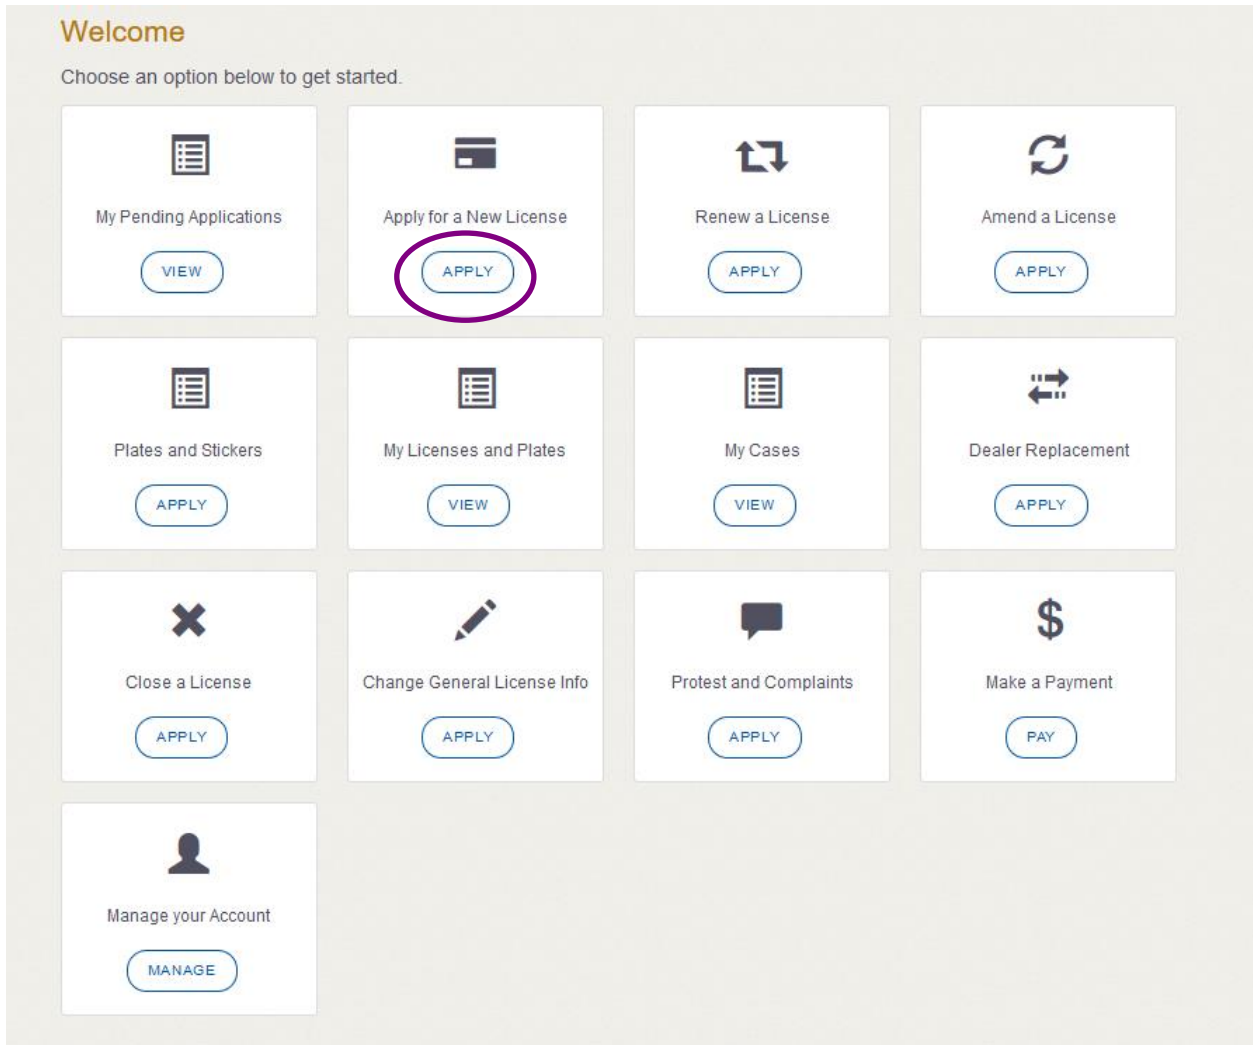 Welcome
Choose an option below to get started.
My Pending Applications
VIEW
Apply for a New License
APPLY
Renew a License
APPLY
Amend a License
APPLY
Plates and Stickers
APPLY
My Licenses and Plates
VIEW
My Cases
VIEW
Dealer Replacement
APPLY
Close a License
APPLY
Change General License Info
APPLY
Protest and Complaints
APPLY
$
Make a Payment
PAY
Manage your Account
MANAGE